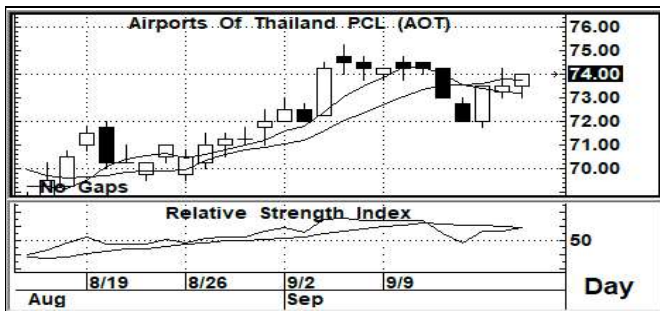 Airports Of Thailand PCL (AOT)
76.00
75.00
74.00
73.00
72.00
71.00
70.00
No Gaps
Relative Strength Index
50
8/19 8/26 9/2 9/9
Aug Sep
Day